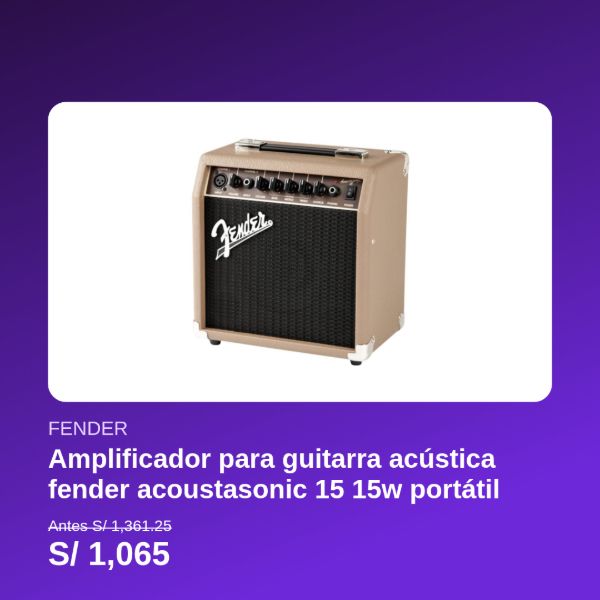 Fender
FENDER
Amplificador para guitarra acústica
fender acoustasonic 15 15w portátil
Antes S/ 1,361.25
S/ 1,065